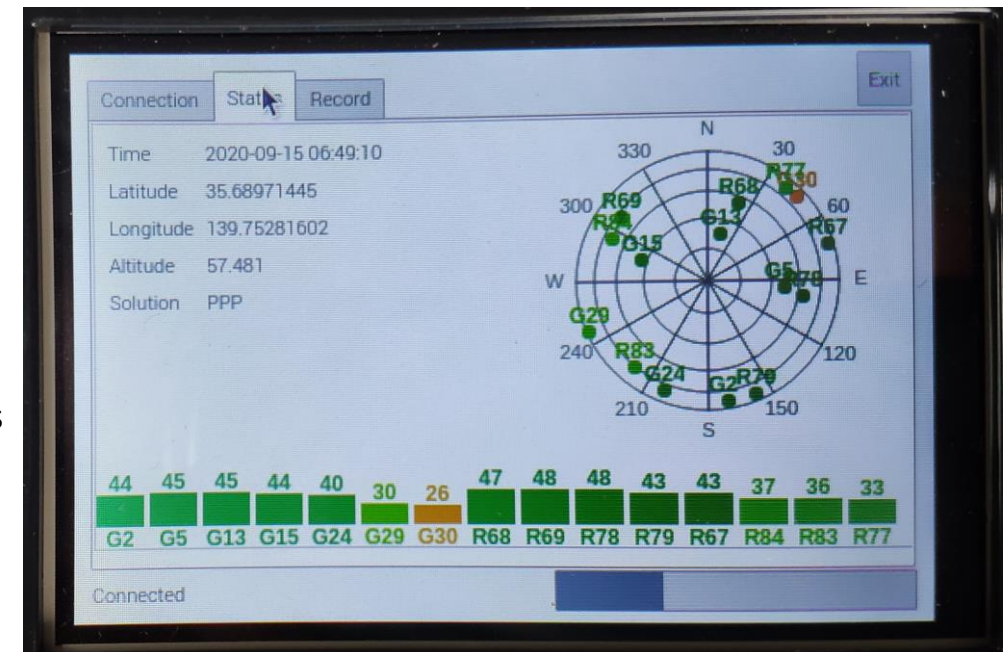 Connection Status Record Exit
Time 2020-09-15 06:49:10
Latitude 35.68971445
Longitude 139.75281602
Altitude 57.481
Solution PPP
N
330 30
R77 G30
R68
300 R69 60
R84 G13 R67
G15
G5 R78
W E
G29
240 R83 120
G24 G2 R79
210 150
S
s
44 45 45 44 40 30 26 47 48 48 43 43 37 36 33
G2 G5 G13 G15 G24 G29 G30 R68 R69 R78 R79 R67 R84 R83 R77
Connected